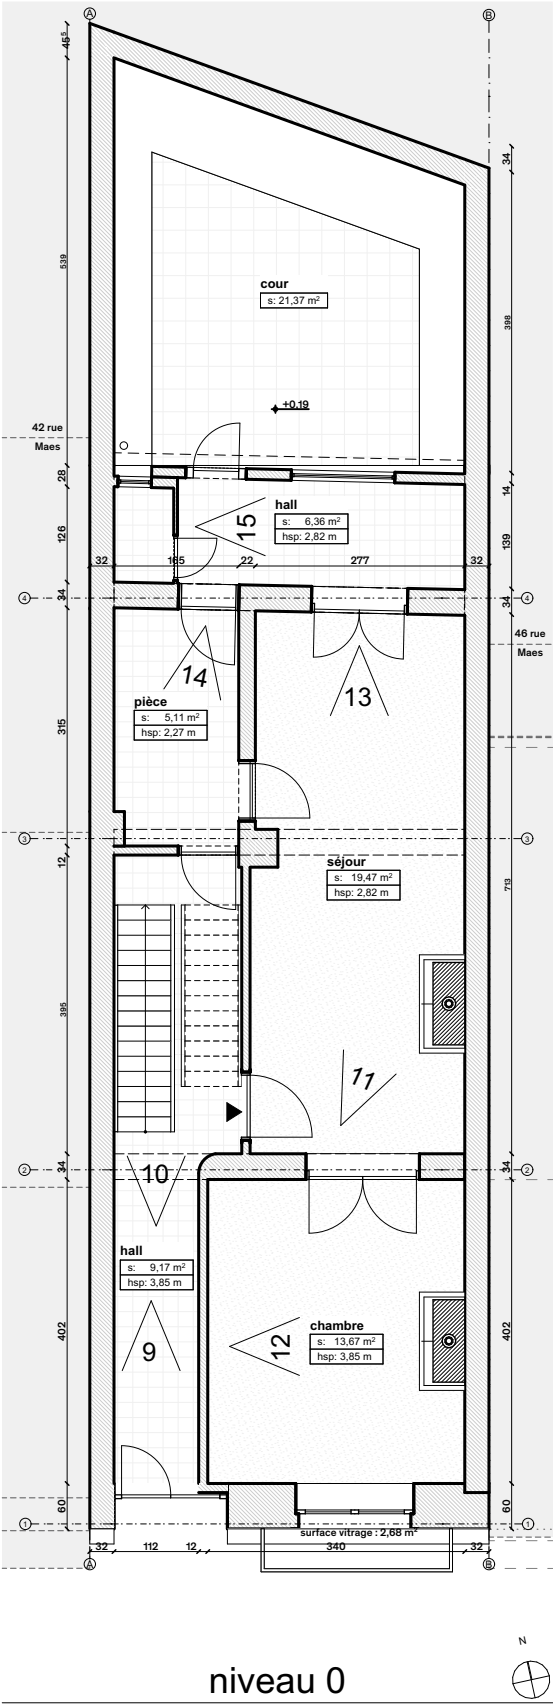 A
B
45⁵
34
539
398
cour
s: 21,37 m²
+0.19
42 rue
Maes
28
14
hall
s: 6,36 m²
hsp: 2,82 m
15
126
139
32
165
22
277
32
34
34
4
4
46 rue
Maes
14
13
pièce
s: 5,11 m²
hsp: 2,27 m
315
3
3
12
séjour
s: 19,47 m²
hsp: 2,82 m
713
395
11
34
34
2
2
10
hall
s: 9,17 m²
hsp: 3,85 m
9
12
chambre
s: 13,67 m²
hsp: 3,85 m
402
402
60
60
1
1
surface vitrage : 2,68 m²
32
112
12
340
32
A
B
N
niveau 0